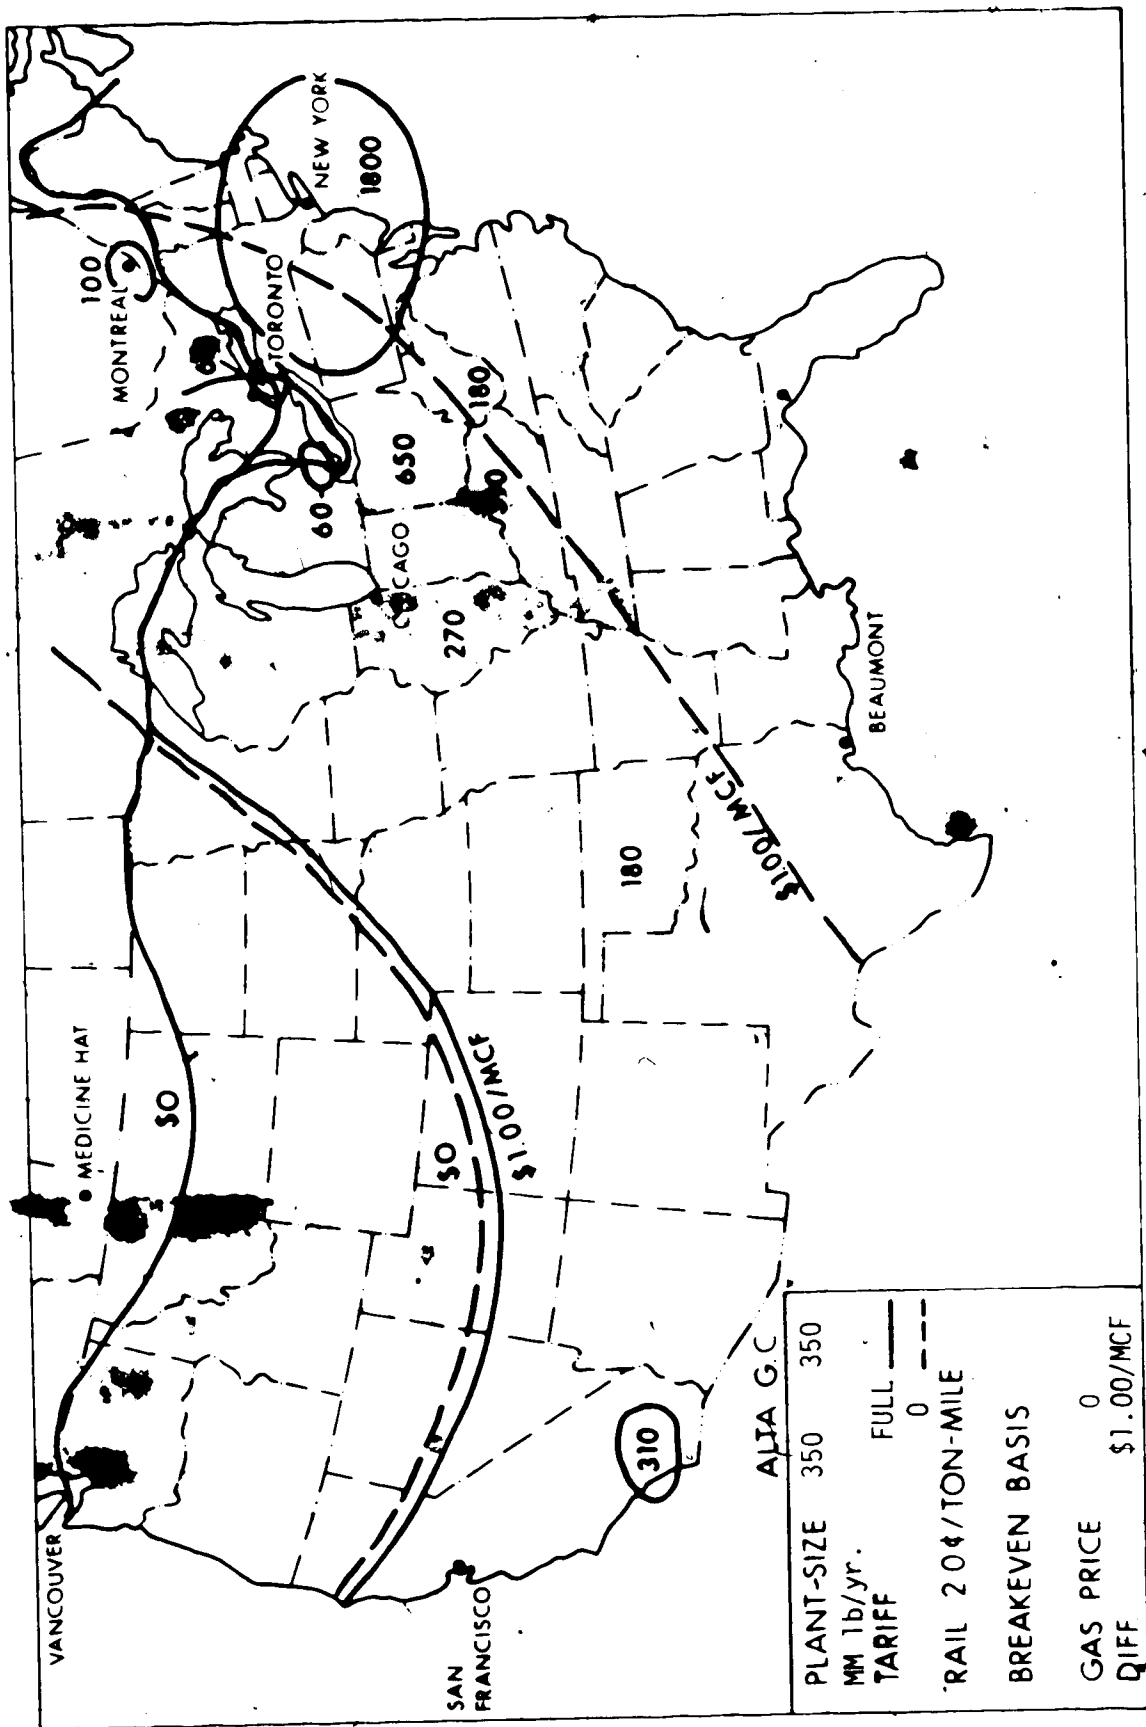 VANCOUVER
MEDICINE HAT
MONTREAL
100
TORONTO
NEW YORK
1800
$0
60
650
180
270
$0
$1.00/MCF
SAN
FRANCISCO
310
180
$1.00/MCF
BEAUMONT
ALTA G.C
PLANT-SIZE 350 350
MM lb/yr.
TARIFF FULL
0
RAIL 2 0¢/TON-MILE
BREAKEVEN BASIS
GAS PRICE 0
DIFF $1.00/MCF